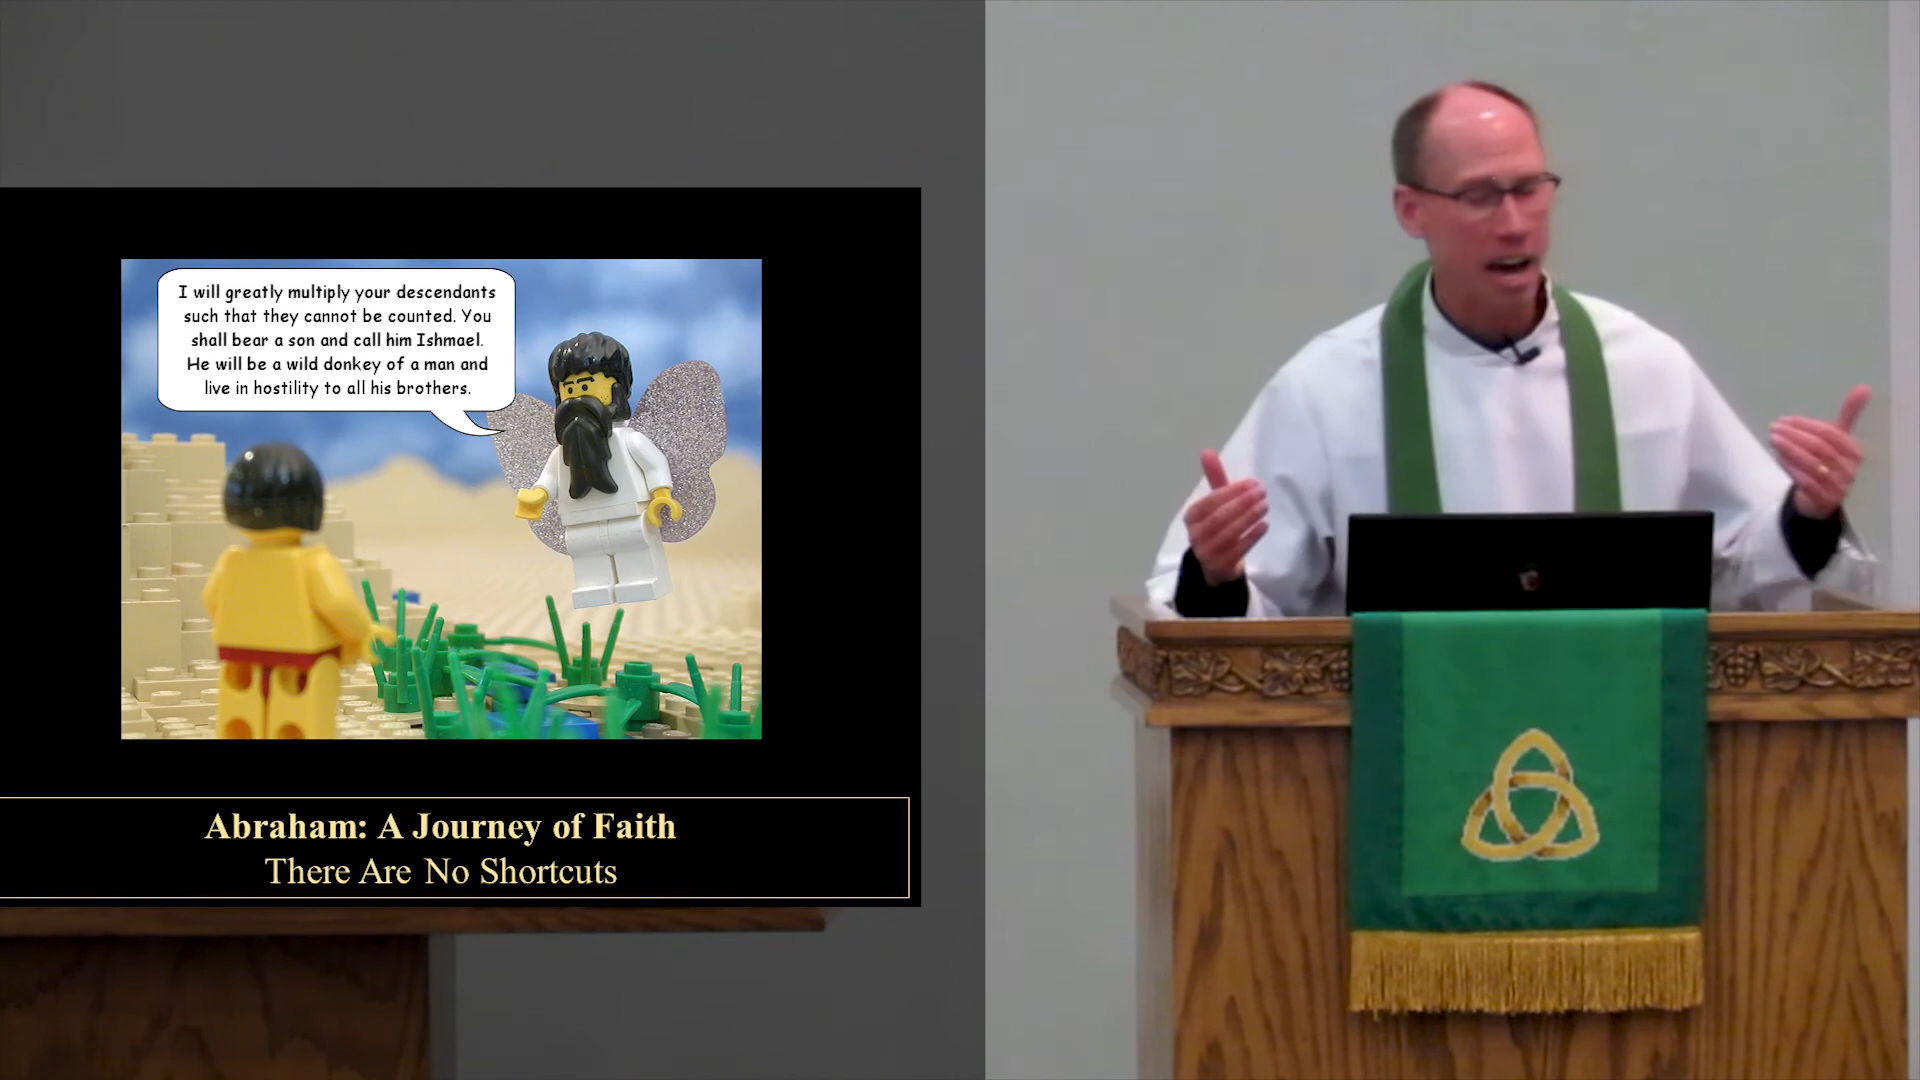 I will greatly multiply your descendants
such that they cannot be counted. You
shall bear a son and call him Ishmael.
He will be a wild donkey of a man and
live in hostility to all his brothers.
Abraham: A Journey of Faith
There Are No Shortcuts